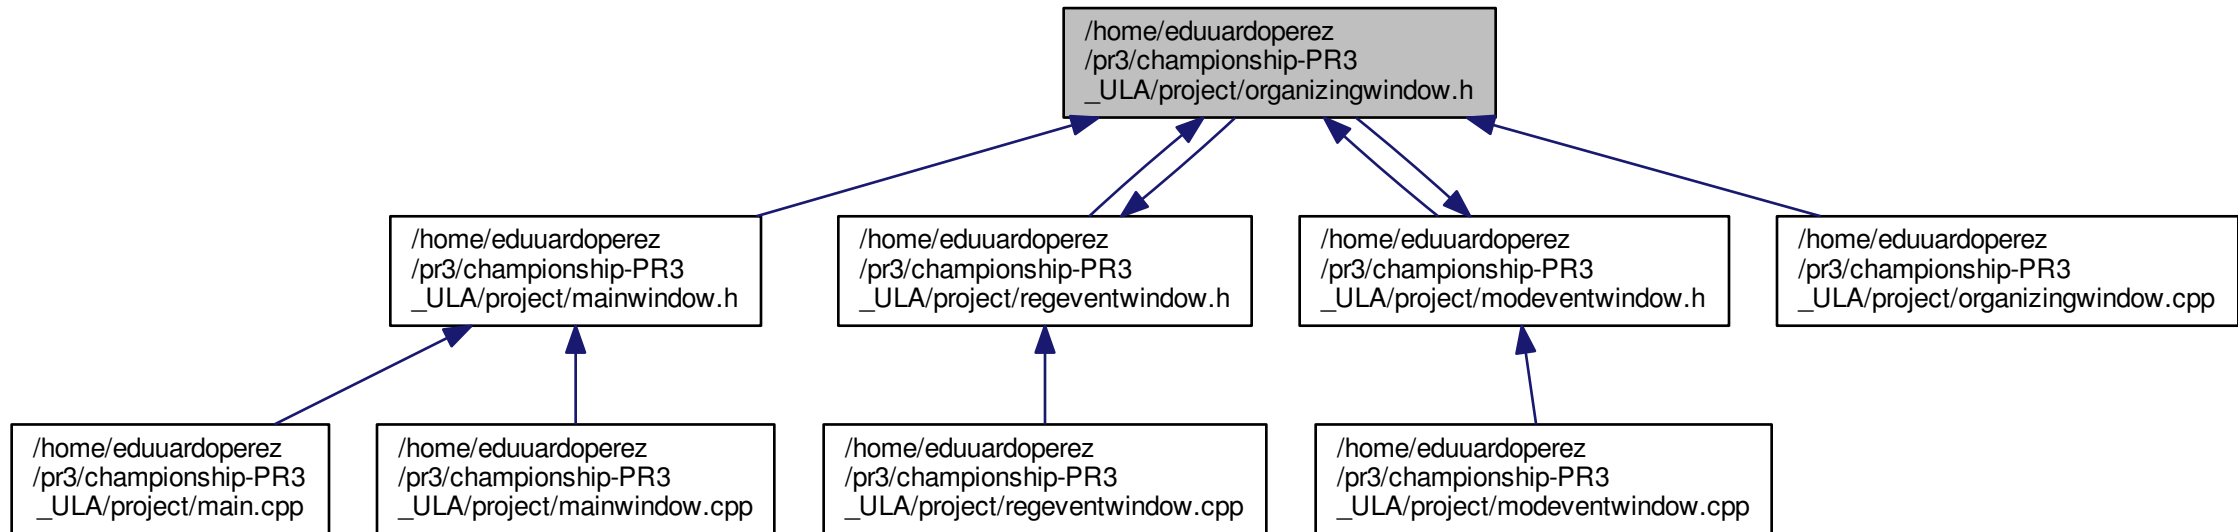 /home/eduuardoperez
/pr3/championship-PR3
_ULA/project/organizingwindow.h
/home/eduuardoperez
/pr3/championship-PR3
_ULA/project/mainwindow.h
/home/eduuardoperez
/pr3/championship-PR3
_ULA/project/regeventwindow.h
/home/eduuardoperez
/pr3/championship-PR3
_ULA/project/modeventwindow.h
/home/eduuardoperez
/pr3/championship-PR3
_ULA/project/organizingwindow.cpp
/home/eduuardoperez
/pr3/championship-PR3
_ULA/project/main.cpp
/home/eduuardoperez
/pr3/championship-PR3
_ULA/project/mainwindow.cpp
/home/eduuardoperez
/pr3/championship-PR3
_ULA/project/regeventwindow.cpp
/home/eduuardoperez
/pr3/championship-PR3
_ULA/project/modeventwindow.cpp